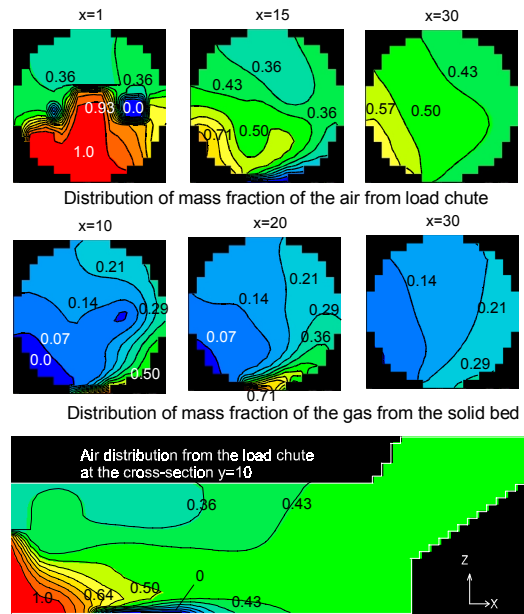 x=1 x=15 x=30
0.36 0.36 0.93 0.0 1.0
0.36 0.43 0.36 0.50 0.71
0.43 0.57 0.50
Distribution of mass fraction of the air from load chute
x=10 x=20 x=30
0.21 0.14 0.29 0.07 0.0 0.50
0.21 0.14 0.29 0.36 0.07 0.71
0.14 0.21 0.29
Distribution of mass fraction of the gas from the solid bed
Air distribution from the load chute
at the cross-section y=10
0.36 0.43
0
0.50
0.64
1.0 0.43
Z
X